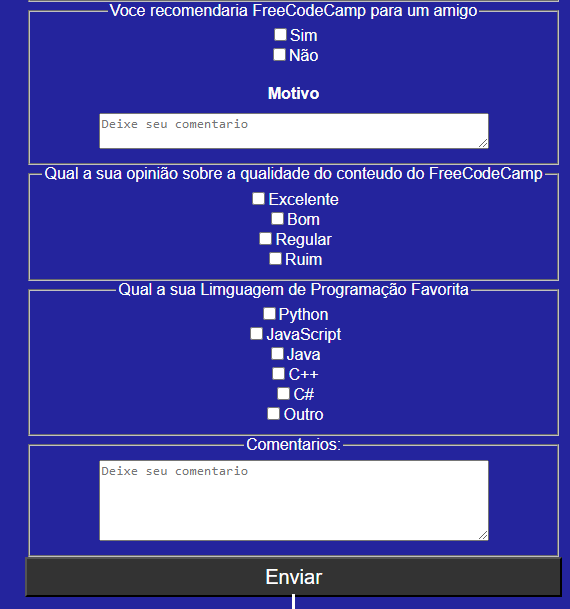 Voce recomendaria FreeCodeCamp para um amigo
Sim
Não
Motivo
Deixe seu comentario
Qual a sua opinião sobre a qualidade do conteudo do FreeCodeCamp
Excelente
Bom
Regular
Ruim
Qual a sua Limguagem de Programação Favorita
Python
JavaScript
Java
C++
C#
Outro
Comentarios:
Deixe seu comentario
Enviar